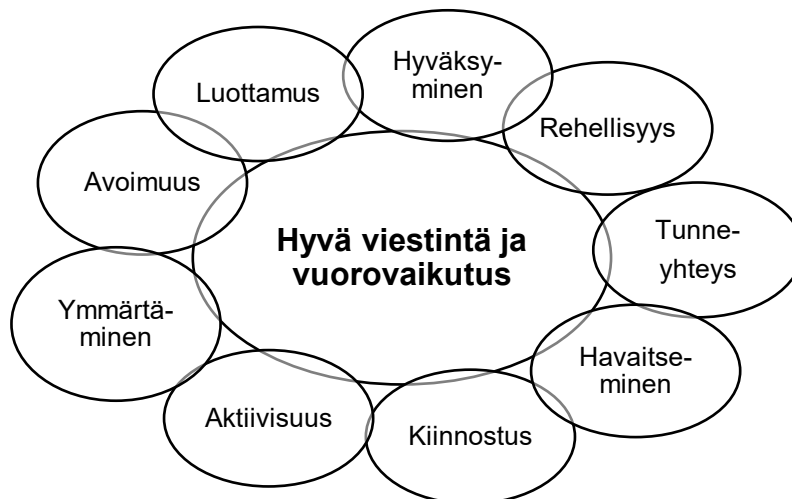 Hyväksy-
minen
Luottamus
Rehellisyys
Avoimuus
Tunne-
yhteys
Hyvä viestintä ja
vuorovaikutus
Ymmärtä-
minen
Havaitse-
minen
Aktiivisuus
Kiinnostus